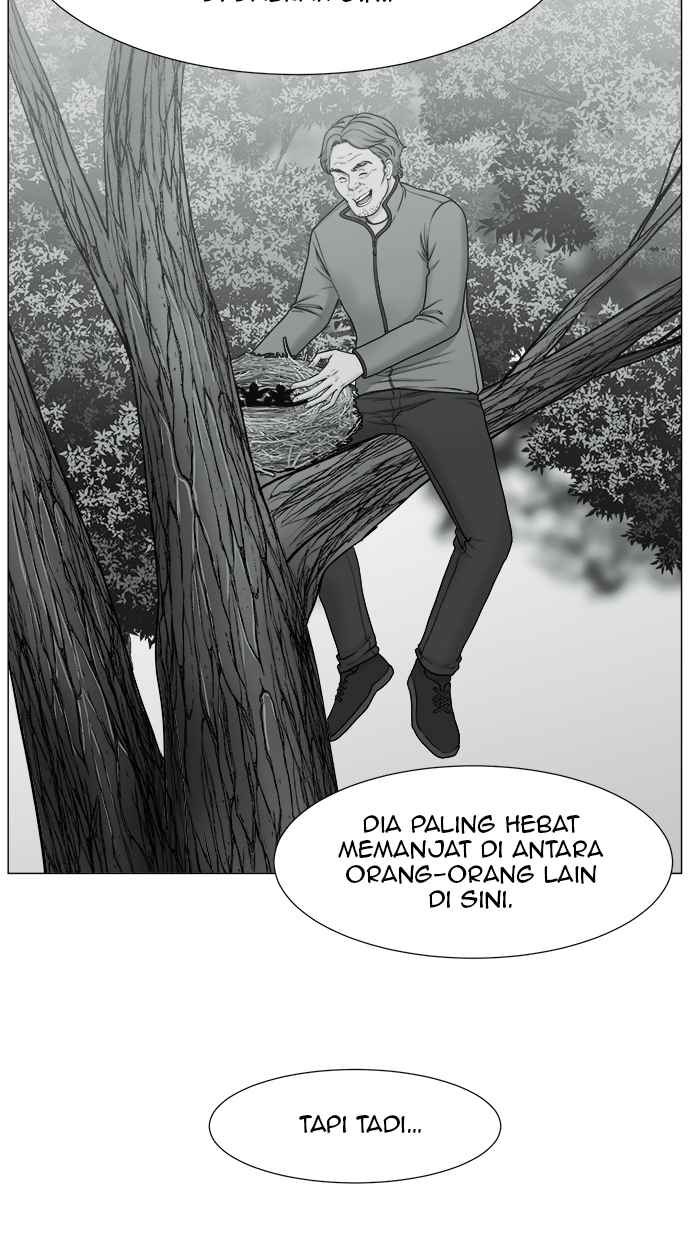 DIA PALING HEBAT
MEMANJAT DI ANTARA
ORANG-ORANG LAIN
DI SINI.
TAPI TADI...